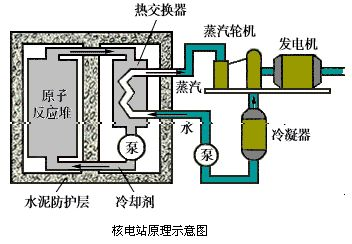 热交换器
蒸汽轮机
发电机
原子
反应堆
蒸汽
水
冷凝器
泵
泵
水泥防护层
冷却剂
核电站原理示意图